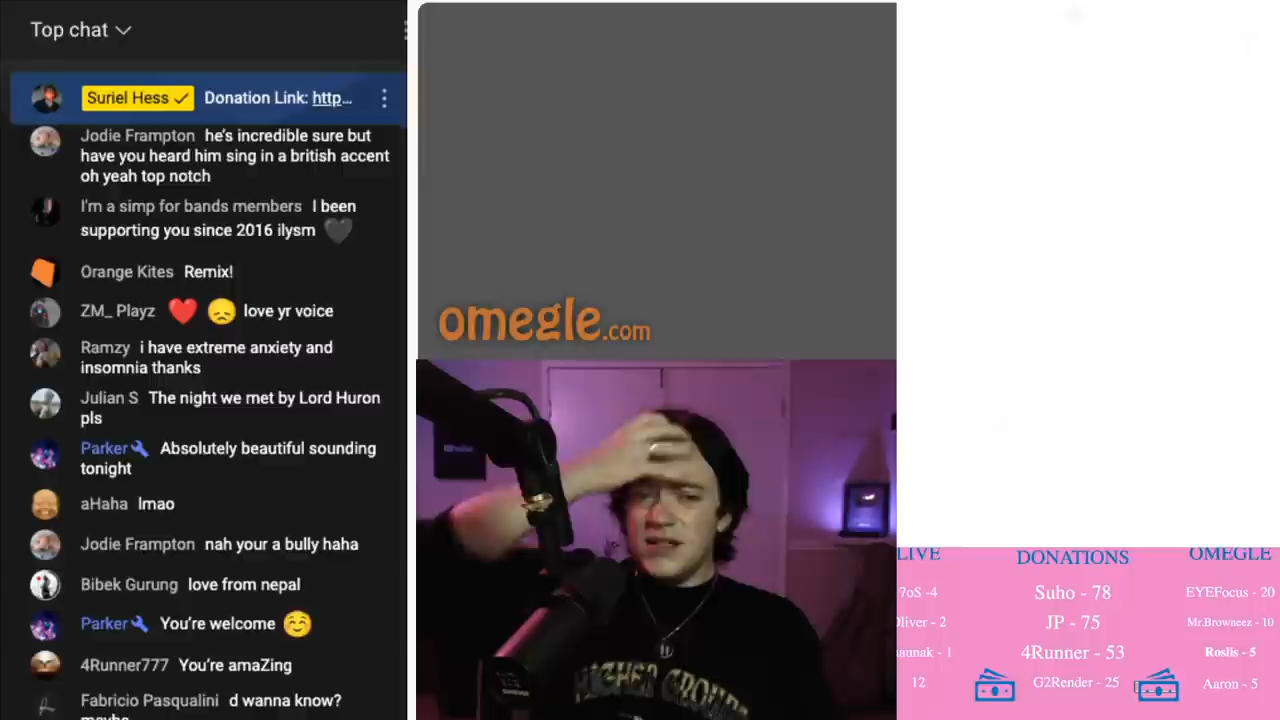 Top chat
Suriel Hess Donation Link: http...
Jodie Frampton he's incredible sure but
have you heard him sing in a british accent
oh yeah top notch
I'm a simp for bands members I been
supporting you since 2016 ilysm
Orange Kites Remix!
ZM_ Playz love yr voice
Ramzy i have extreme anxiety and
insomnia thanks
Julian S The night we met by Lord Huron
pls
Parker Absolutely beautiful sounding
tonight
aHaha lmao
Jodie Frampton nah your a bully haha
Bibek Gurung love from nepal
Parker You're welcome
4Runner777 You're amaZing
Fabricio Pasqualini d wanna know?
maybe
omegle.com
HIGHER GROUND
LIVE
7oS -4
Oliver - 2
aunak - 1
12
DONATIONS
Suho - 78
JP - 75
4Runner - 53
G2Render - 25
OMEGLE
EYEFocus - 20
Mr.Browneez - 10
Roslis - 5
Aaron - 5